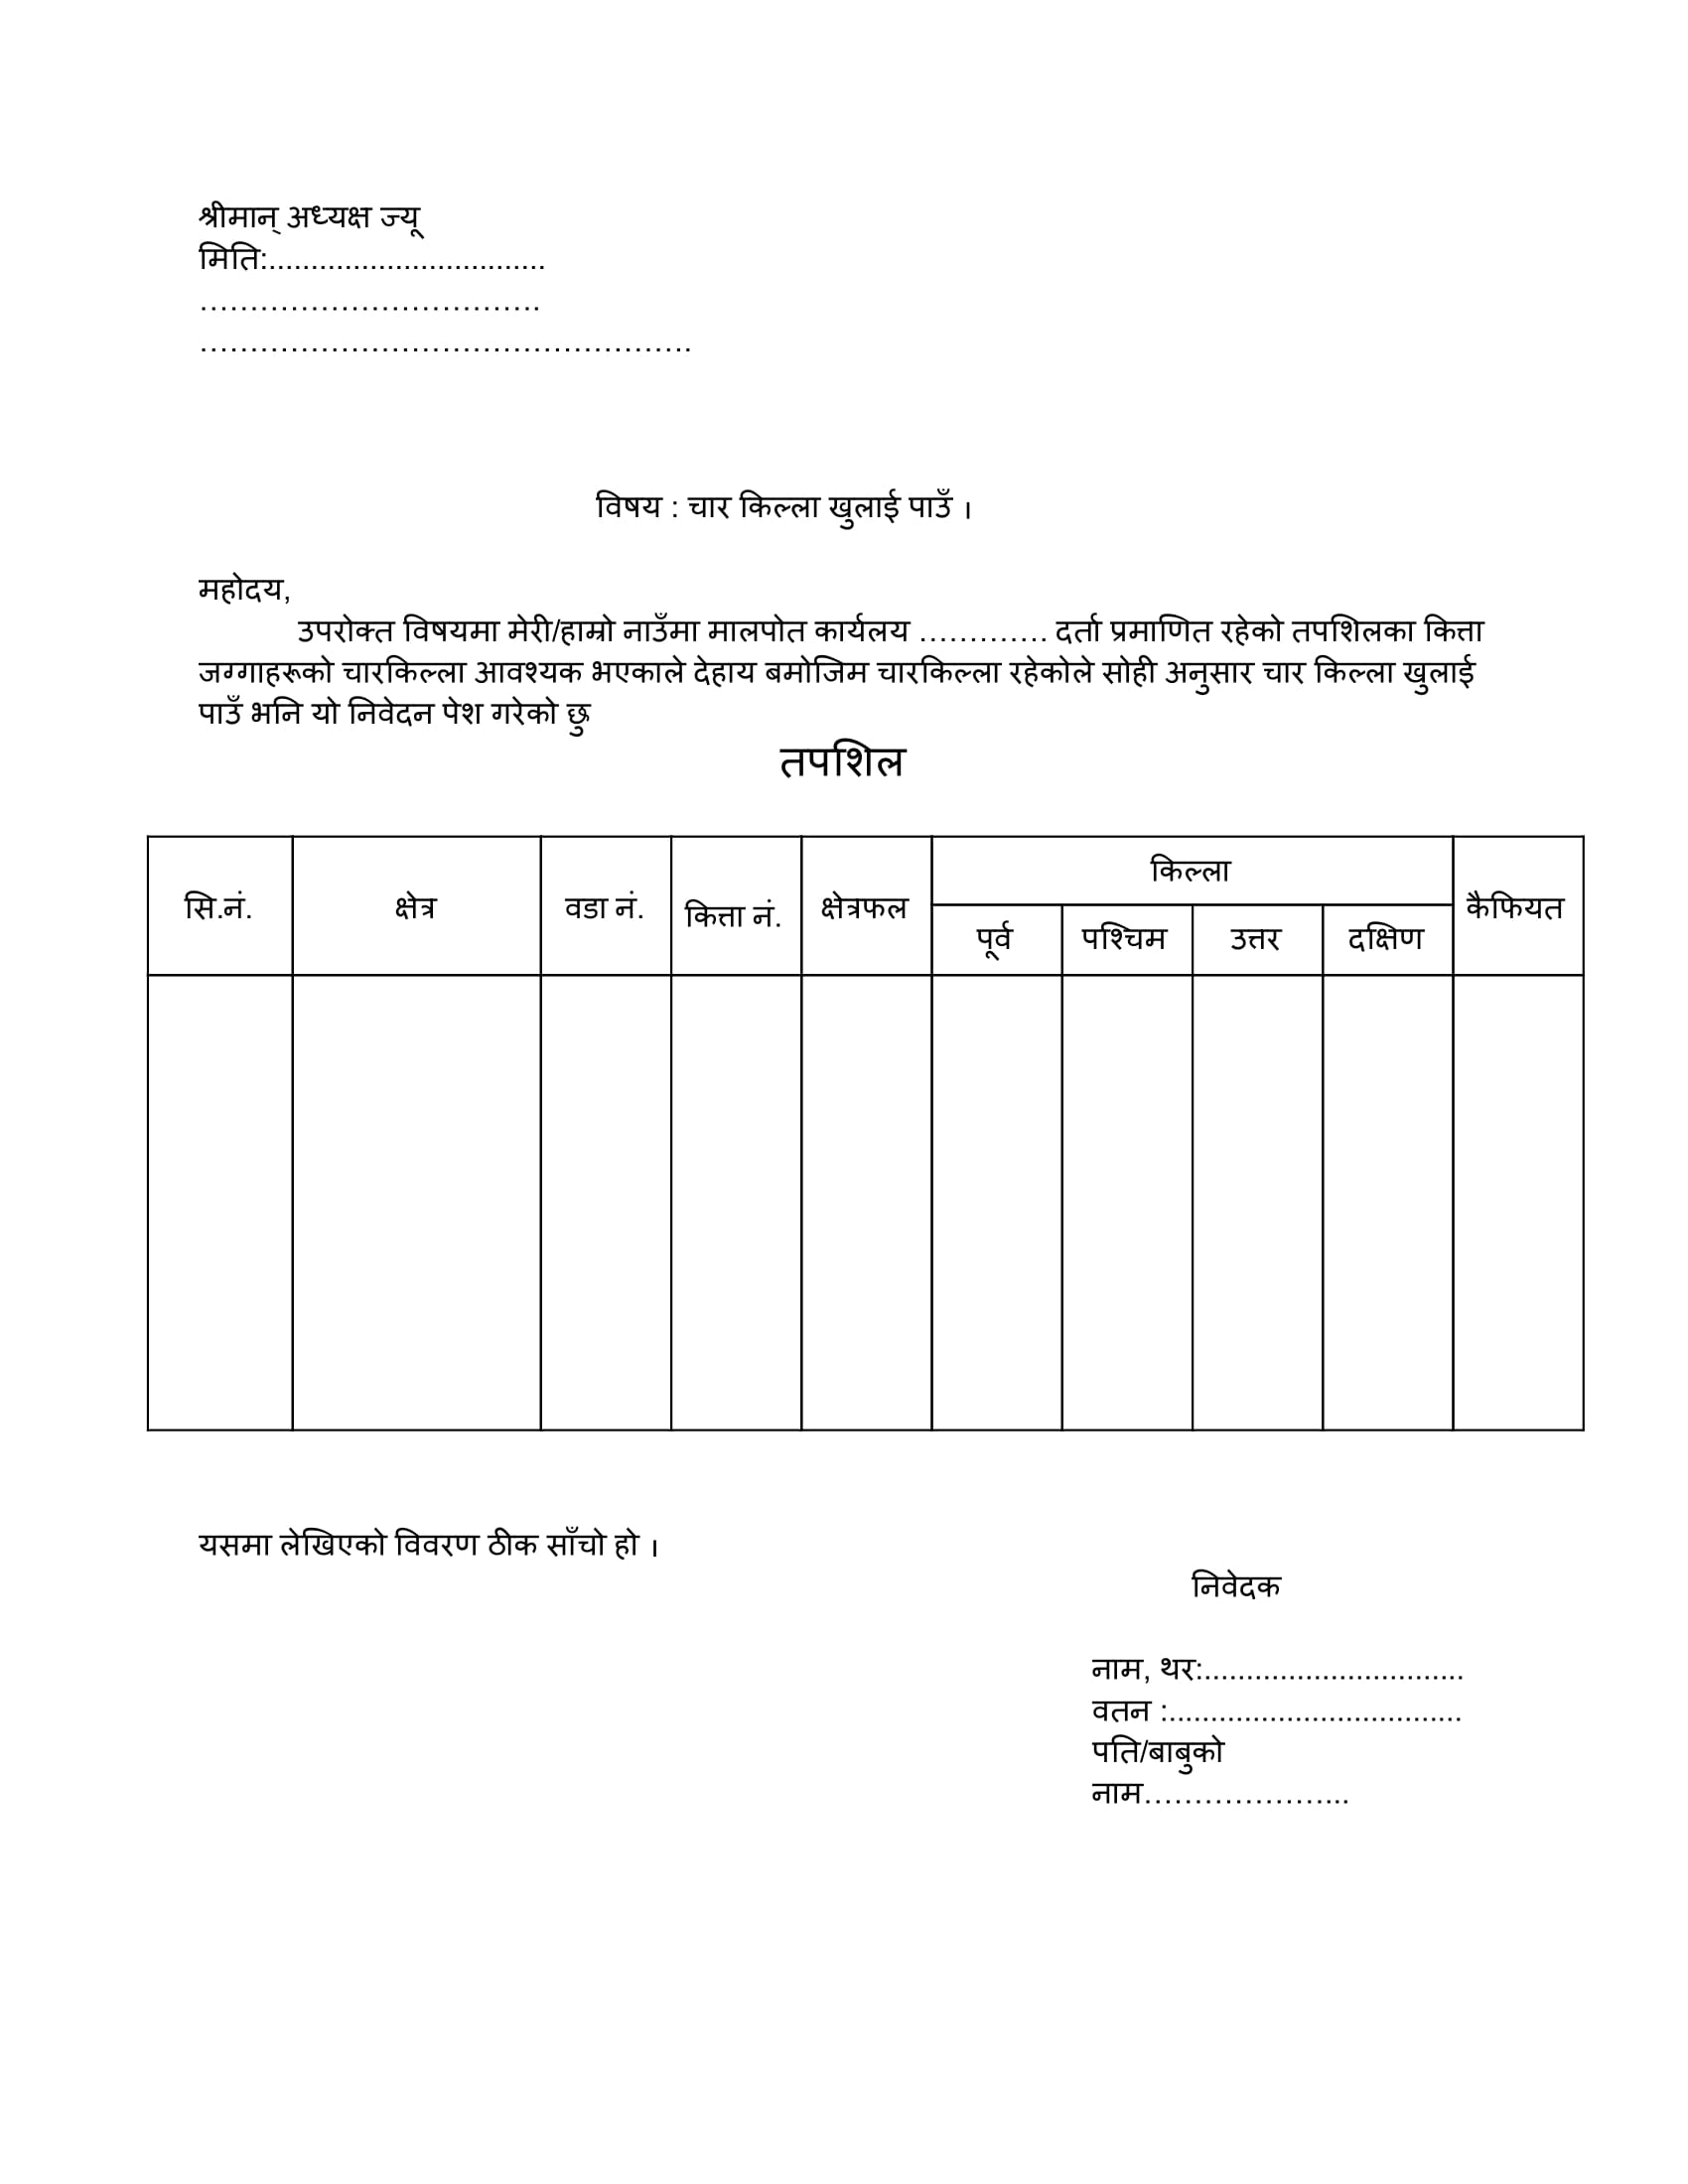 श्रीमान् अध्यक्ष ज्यू
मिति:.................................
…………………………….
………………………………………….
विषय : चार किल्ला खुलाई पाउँ ।
महोदय,
उपरोक्त विषयमा मेरी/हाम्रो नाउँमा मालपोत कार्यलय …………. दर्ता प्रमाणित रहेको तपशिलका कित्ता
जग्गाहरूको चारकिल्ला आवश्यक भएकाले देहाय बमोजिम चारकिल्ला रहेकोले सोही अनुसार चार किल्ला खुलाई
पाउँ भनि यो निवेदन पेश गरेको छु
तपशिल
सि.नं. क्षेत्र वडा नं. कित्ता नं. क्षेत्रफल किल्ला कैफियत
पूर्व पश्चिम उत्तर दक्षिण
यसमा लेखिएको विवरण ठीक साँचो हो ।
निवेदक
नाम, थर:...............................
वतन :...................................
पति/बाबुको
नाम………………...